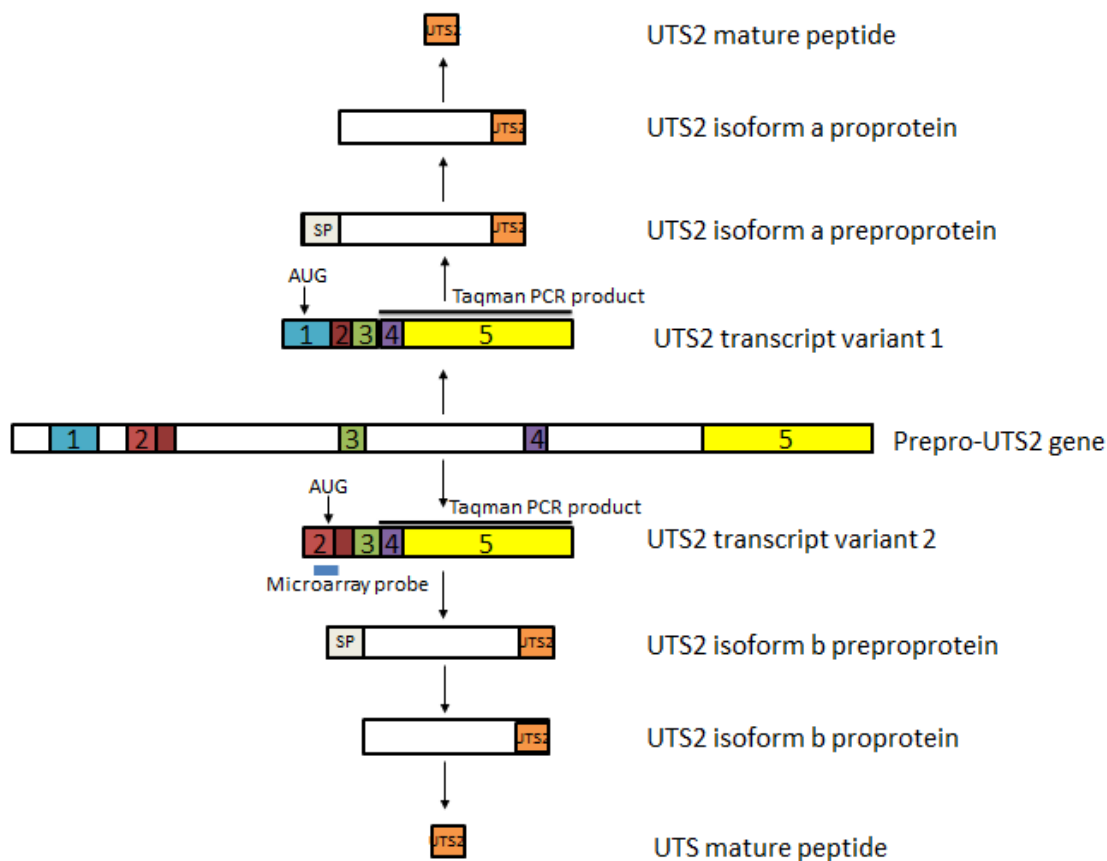 UTS2 UTS2 mature peptide
UTS2 UTS2 isoform a proprotein
SP UTS2 UTS2 isoform a preproprotein
AUG
Taqman PCR product
1 2 3 4 5 UTS2 transcript variant 1
1 2 3 4 5 Prepro-UTS2 gene
AUG
Taqman PCR product
2 3 4 5 UTS2 transcript variant 2
Microarray probe
SP UTS2 UTS2 isoform b preproprotein
UTS2 UTS2 isoform b proprotein
UTS2 UTS mature peptide